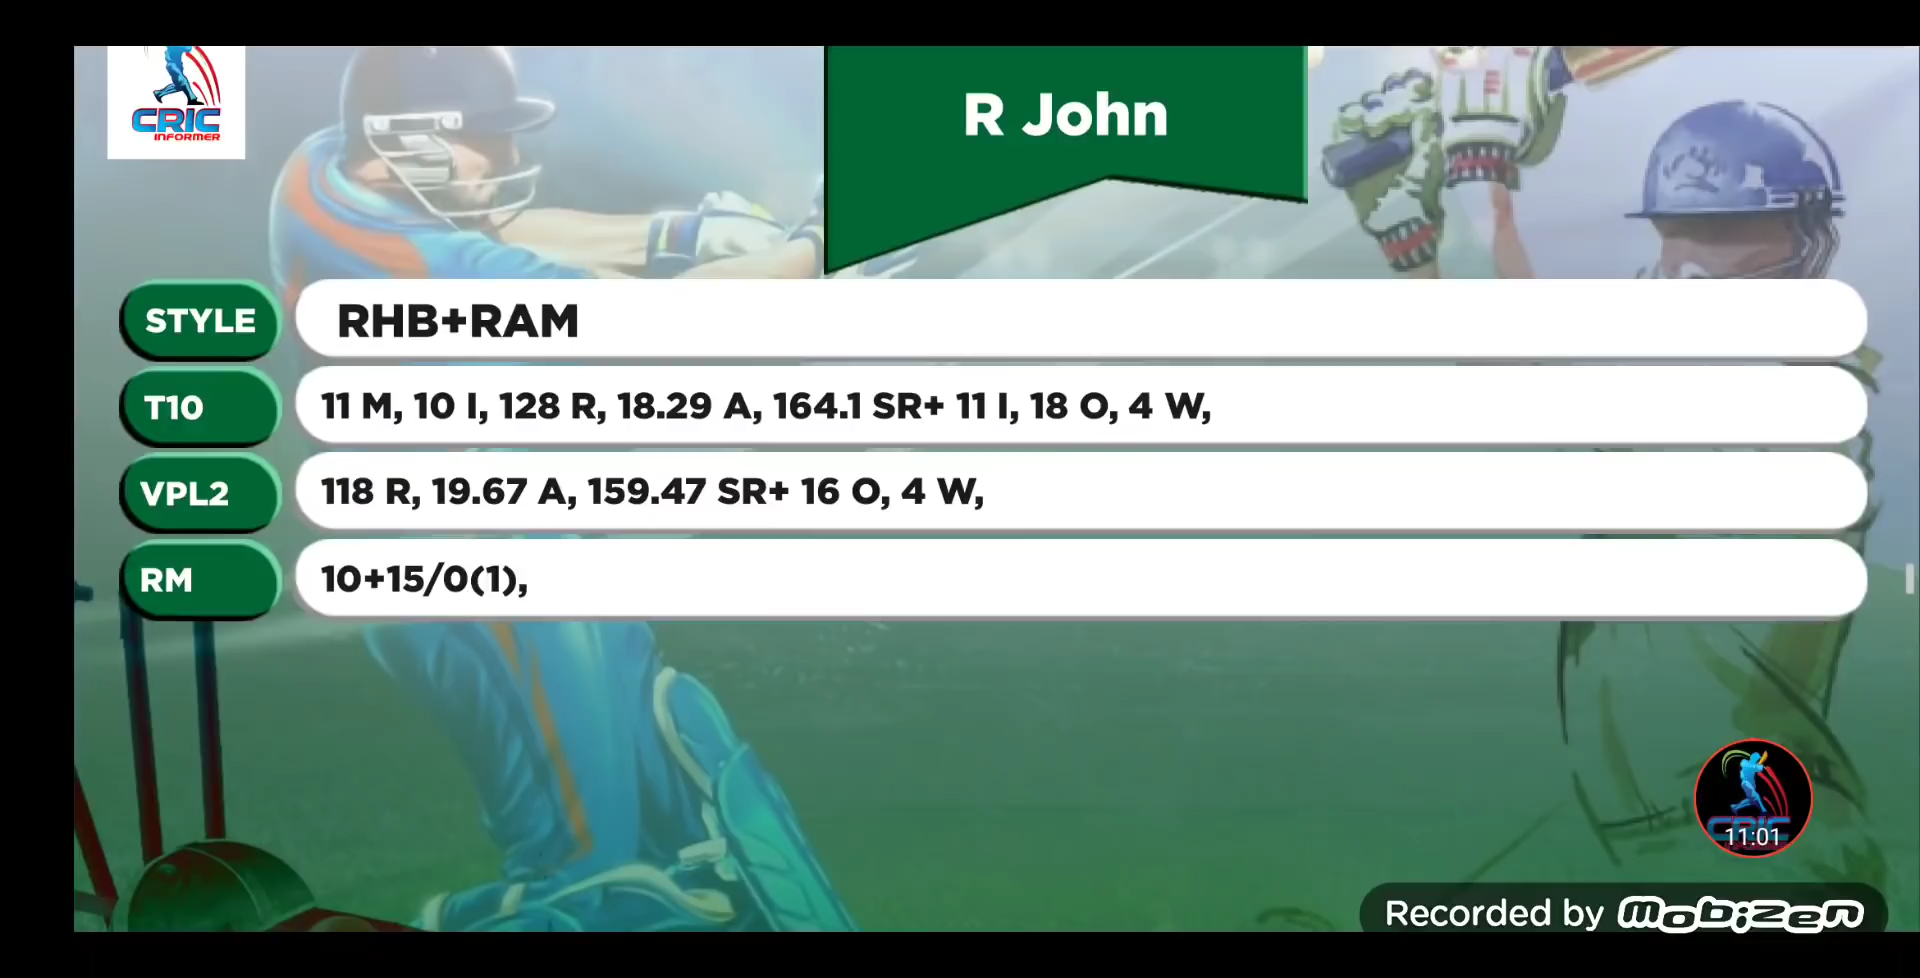 CRIC
INFORMER
R John
STYLE RHB+RAM
T10 11 M, 10 I, 128 R, 18.29 A, 164.1 SR+ 11 I, 18 O, 4 W,
VPL2 118 R, 19.67 A, 159.47 SR+ 16 O, 4 W,
RM 10+15/0(1),
CRIC
11:01
Recorded by Mobizen